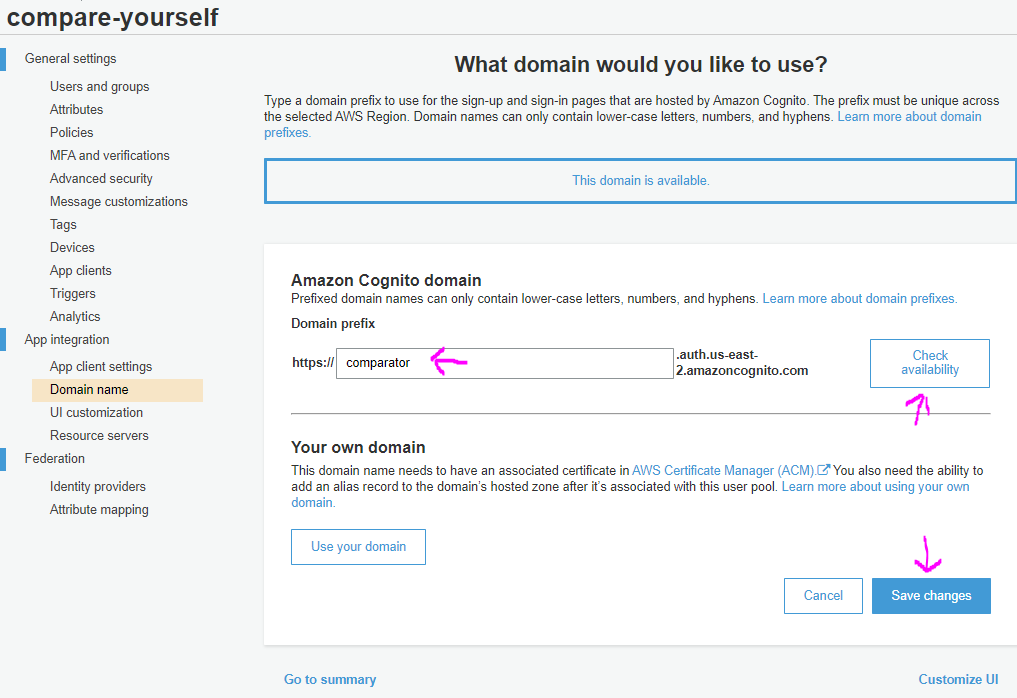 compare-yourself
General settings
Users and groups
Attributes
Policies
MFA and verifications
Advanced security
Message customizations
Tags
Devices
App clients
Triggers
Analytics
App integration
App client settings
Domain name
UI customization
Resource servers
Federation
Identity providers
Attribute mapping
What domain would you like to use?
Type a domain prefix to use for the sign-up and sign-in pages that are hosted by Amazon Cognito. The prefix must be unique across
the selected AWS Region. Domain names can only contain lower-case letters, numbers, and hyphens. Learn more about domain
prefixes.
This domain is available.
Amazon Cognito domain
Prefixed domain names can only contain lower-case letters, numbers, and hyphens. Learn more about domain prefixes.
Domain prefix
https:// comparator .auth.us-east-
2.amazoncognito.com
Check
availability
Your own domain
This domain name needs to have an associated certificate in AWS Certificate Manager (ACM). You also need the ability to
add an alias record to the domain's hosted zone after it's associated with this user pool. Learn more about using your own
domain.
Use your domain
Cancel Save changes
Go to summary Customize UI